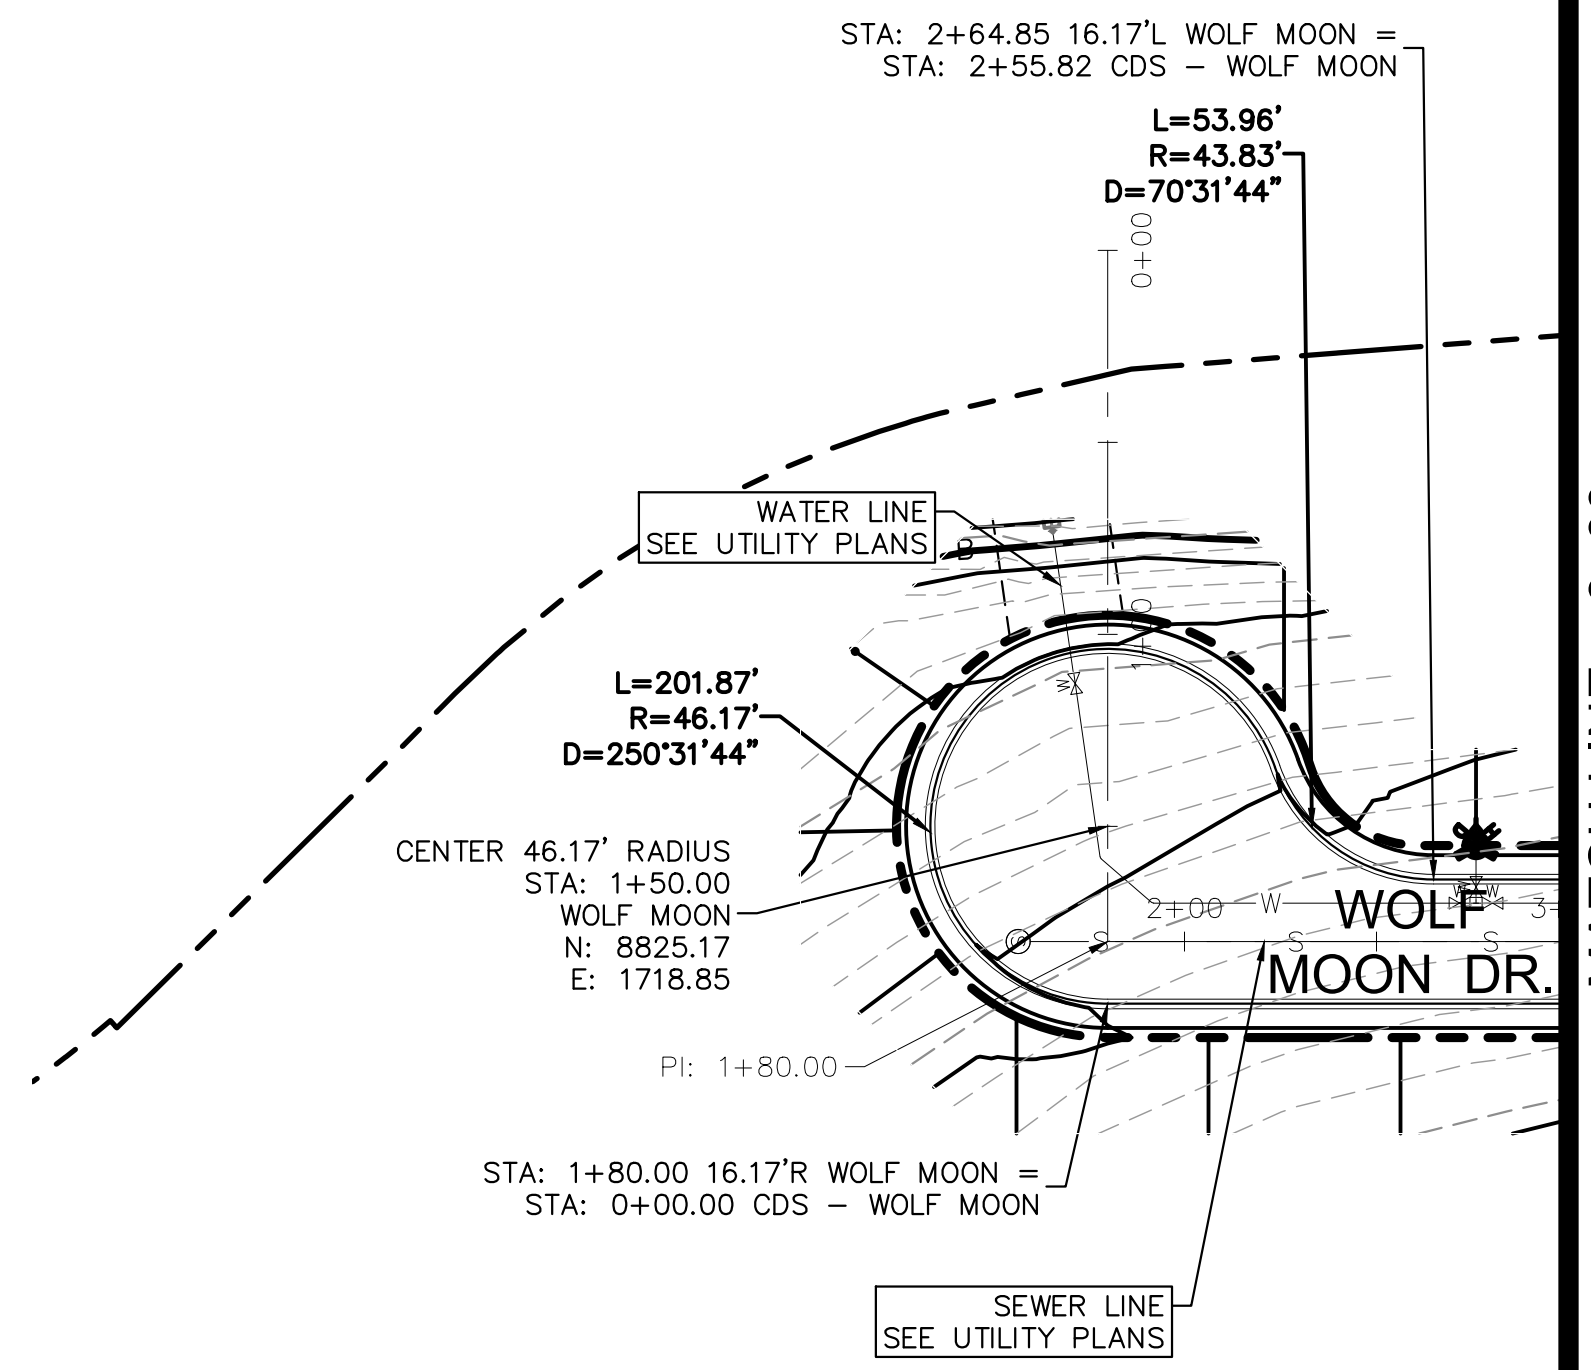 STA: 2+64.85 16.17'L WOLF MOON =
STA: 2+55.82 CDS – WOLF MOON
L=53.96'
R=43.83'
D=70°31'44"
0+00
WATER LINE
SEE UTILITY PLANS
B
1+00
W
L=201.87'
R=46.17'
D=250°31'44"
CENTER 46.17' RADIUS
STA: 1+50.00
WOLF MOON
N: 8825.17
E: 1718.85
2+00
W
W
W
WOLF
S
S
S
S
MOON DR.
PI: 1+80.00
STA: 1+80.00 16.17'R WOLF MOON =
STA: 0+00.00 CDS – WOLF MOON
SEWER LINE
SEE UTILITY PLANS